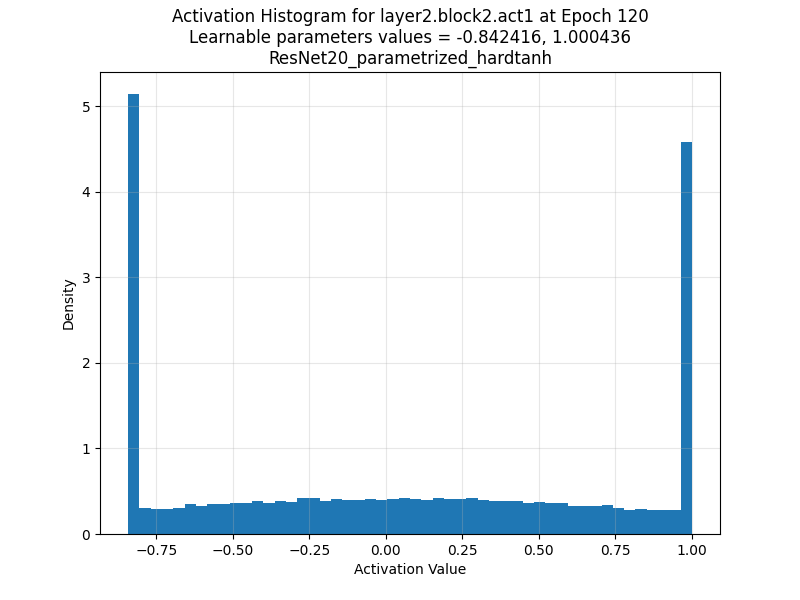 Activation Histogram for layer2.block2.act1 at Epoch 120
Learnable parameters values = -0.842416, 1.000436
ResNet20_parametrized_hardtanh
Density
5
4
3
2
1
0
−0.75 −0.50 −0.25 0.00 0.25 0.50 0.75 1.00
Activation Value